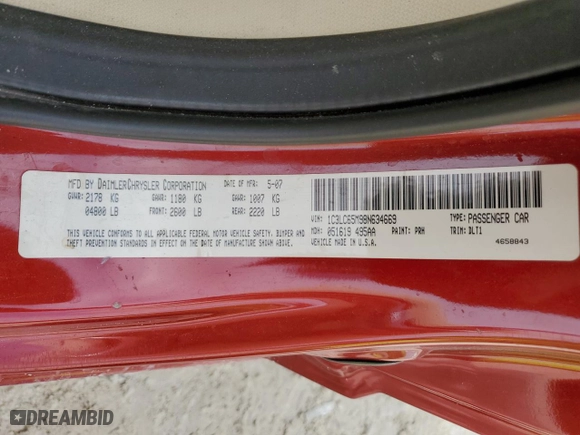 MFD BY DAIMLERCHRYSLER CORPORATION DATE OF MFR 5-07
GVWR: 2178 KG GAWR: 1180 KG GAWR: 1007 KG
04800 LB FRONT: 2600 LB REAR: 2220 LB
THIS VEHICLE CONFORMS TO ALL APPLICABLE FEDERAL MOTOR VEHICLE SAFETY, BUMPER AND
THEFT PREVENTION STANDARDS IN EFFECT ON THE DATE OF MANUFACTURE SHOWN ABOVE.
VIN: 1C3LC65M98N634669 TYPE: PASSENGER CAR
MDH: 051619 495AA PAINT: PRH TRIM: DLT1
MADE IN U.S.A. 4658843
DREAMBID